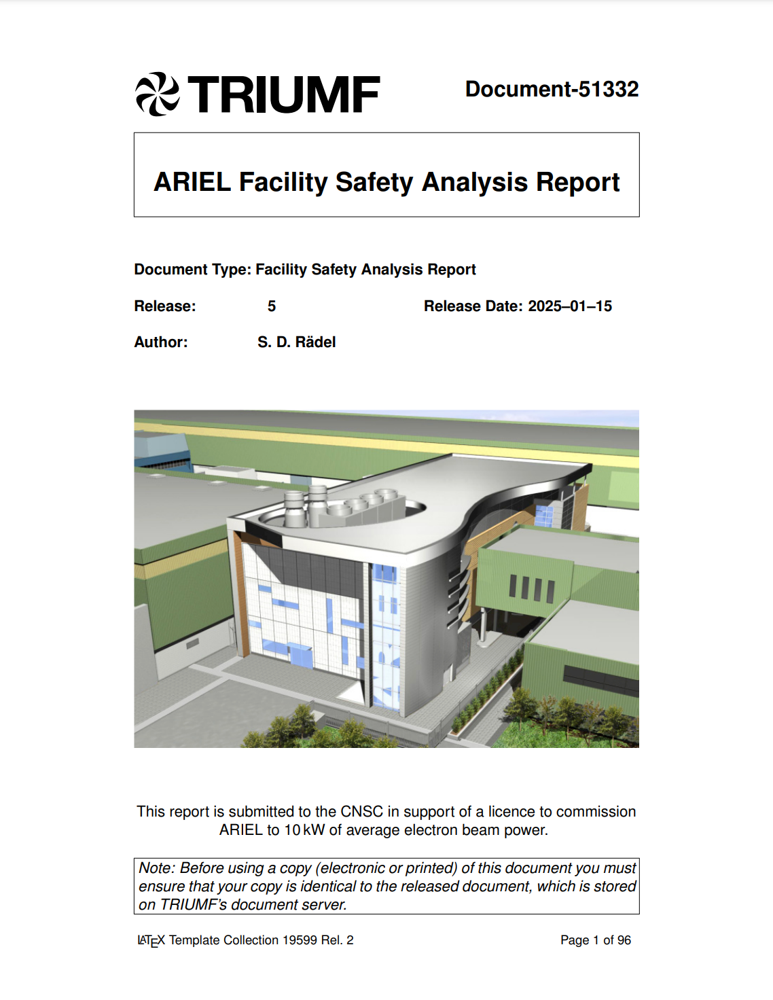 TRIUMF
Document-51332
ARIEL Facility Safety Analysis Report
Document Type: Facility Safety Analysis Report
Release: 5 Release Date: 2025–01–15
Author: S. D. Rädel
This report is submitted to the CNSC in support of a licence to commission
ARIEL to 10 kW of average electron beam power.
Note: Before using a copy (electronic or printed) of this document you must
ensure that your copy is identical to the released document, which is stored
on TRIUMF's document server.
LATEX Template Collection 19599 Rel. 2 Page 1 of 96